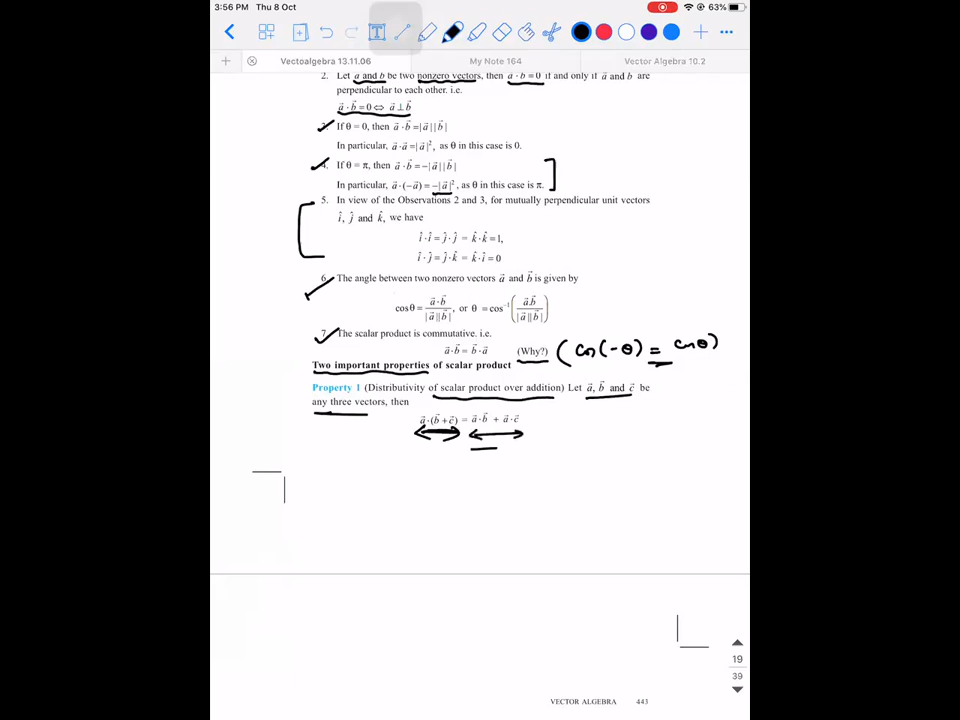 3:56 PM Thu 8 Oct 63%
Vectoalgebra 13.11.06 My Note 164 Vector Algebra 10.2
2. Let a⃗ and b⃗ be two nonzero vectors, then a⃗ · b⃗ = 0 if and only if a⃗ and b⃗ are
perpendicular to each other. i.e.
a⃗ · b⃗ = 0 ⇔ a⃗ ⊥ b⃗
3. If θ = 0, then a⃗ · b⃗ = |a⃗| |b⃗|
In particular, a⃗ · a⃗ = |a⃗|², as θ in this case is 0.
4. If θ = π, then a⃗ · b⃗ = −|a⃗| |b⃗|
In particular, a⃗ · (−a⃗) = −|a⃗|², as θ in this case is π.
5. In view of the Observations 2 and 3, for mutually perpendicular unit vectors
î, ĵ and k̂, we have
î · î = ĵ · ĵ = k̂ · k̂ = 1,
î · ĵ = ĵ · k̂ = k̂ · î = 0
6. The angle between two nonzero vectors a⃗ and b⃗ is given by
cosθ = a⃗ · b⃗ / |a⃗||b⃗|, or θ = cos⁻¹(a⃗.b⃗ / |a⃗||b⃗|)
7. The scalar product is commutative. i.e.
a⃗ · b⃗ = b⃗ · a⃗ (Why?) (cos(-θ) = cosθ)
Two important properties of scalar product
Property 1 (Distributivity of scalar product over addition) Let a⃗, b⃗ and c⃗ be
any three vectors, then
a⃗ · (b⃗ + c⃗) = a⃗ · b⃗ + a⃗ · c⃗
19
39
VECTOR ALGEBRA 443